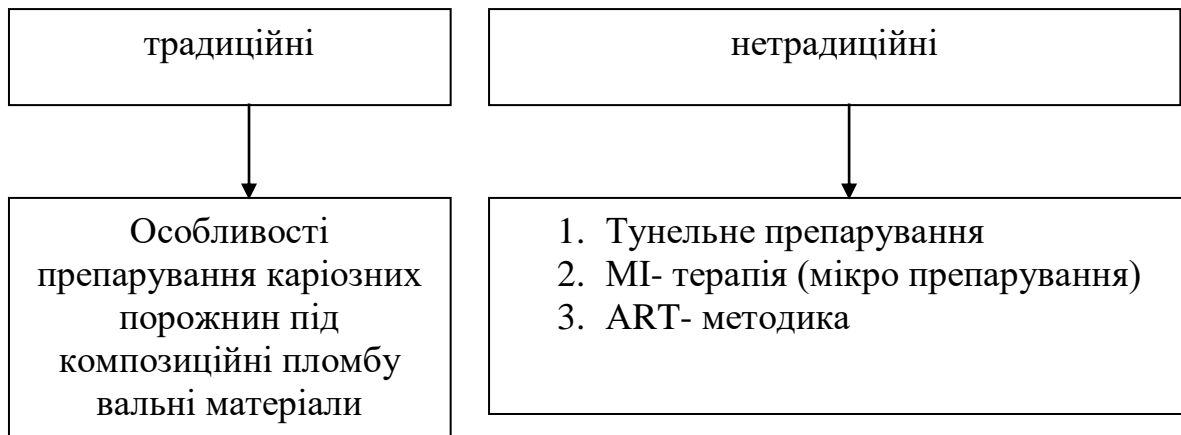 традиційні
нетрадиційні
Особливості
препарування каріозних
порожнин під
композиційні пломбу
вальні матеріали
1. Тунельне препарування
2. МІ- терапія (мікро препарування)
3. ART- методика